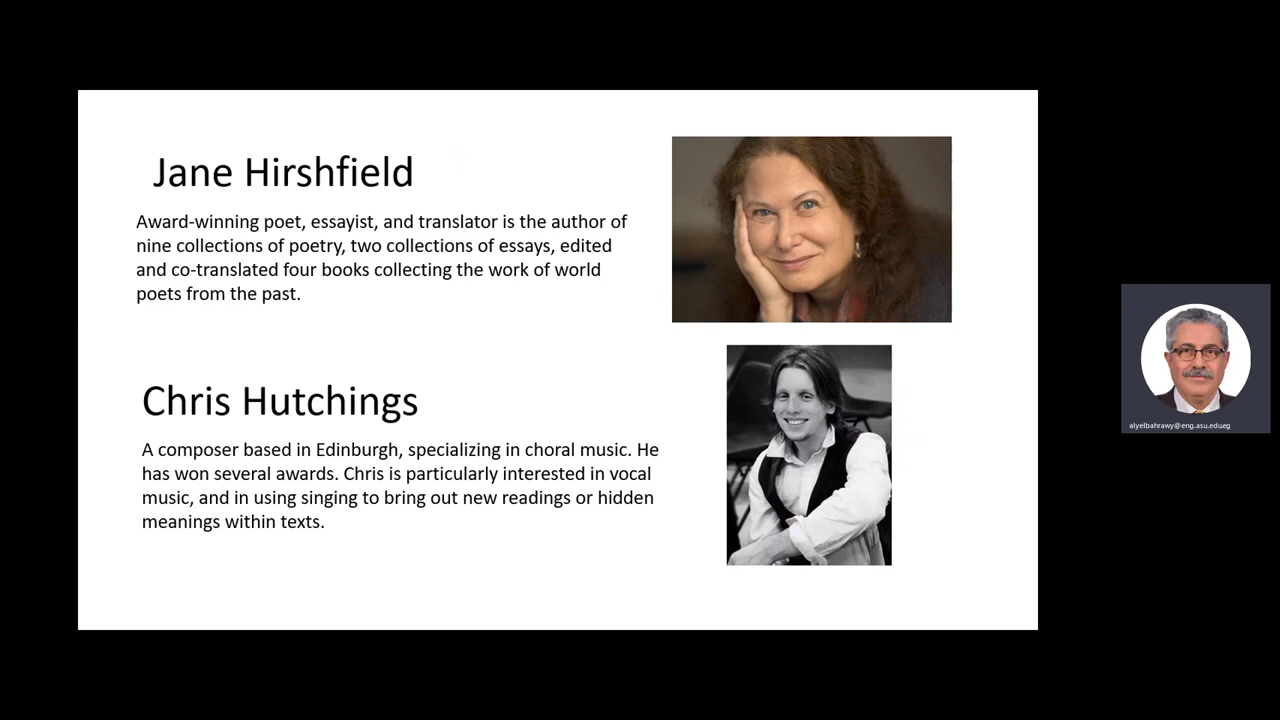 Jane Hirshfield
Award-winning poet, essayist, and translator is the author of
nine collections of poetry, two collections of essays, edited
and co-translated four books collecting the work of world
poets from the past.
Chris Hutchings
A composer based in Edinburgh, specializing in choral music. He
has won several awards. Chris is particularly interested in vocal
music, and in using singing to bring out new readings or hidden
meanings within texts.
alyelbahrawy@eng.asu.edu.eg